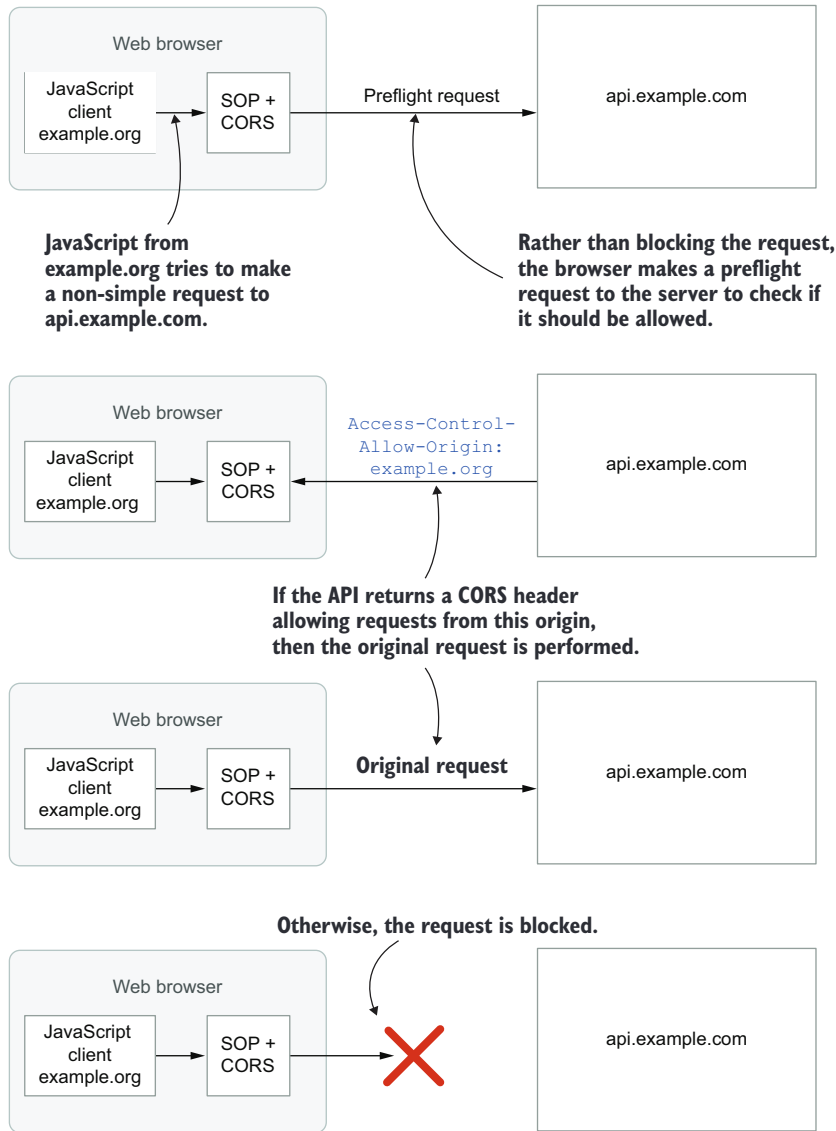 Web browser
JavaScript
client
example.org
SOP +
CORS
Preflight request
api.example.com
JavaScript from
example.org tries to make
a non-simple request to
api.example.com.
Rather than blocking the request,
the browser makes a preflight
request to the server to check if
it should be allowed.
Web browser
JavaScript
client
example.org
SOP +
CORS
Access-Control-
Allow-Origin:
example.org
api.example.com
If the API returns a CORS header
allowing requests from this origin,
then the original request is performed.
Web browser
JavaScript
client
example.org
SOP +
CORS
Original request
api.example.com
Otherwise, the request is blocked.
Web browser
JavaScript
client
example.org
SOP +
CORS
api.example.com